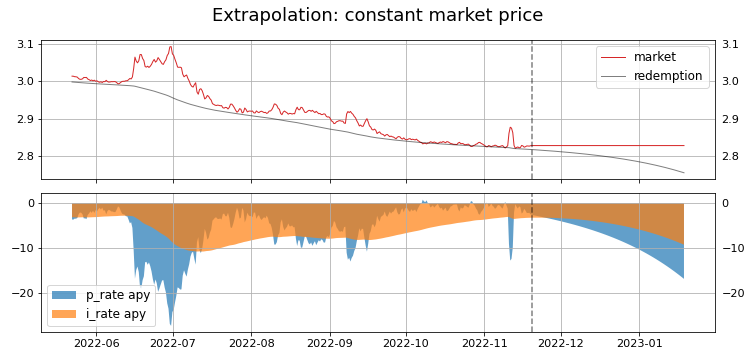 Extrapolation: constant market price
3.1 3.1
3.0 3.0
2.9 2.9
2.8 2.8
market
redemption
0 0
−10 −10
−20 −20
p_rate apy
i_rate apy
2022-06 2022-07 2022-08 2022-09 2022-10 2022-11 2022-12 2023-01